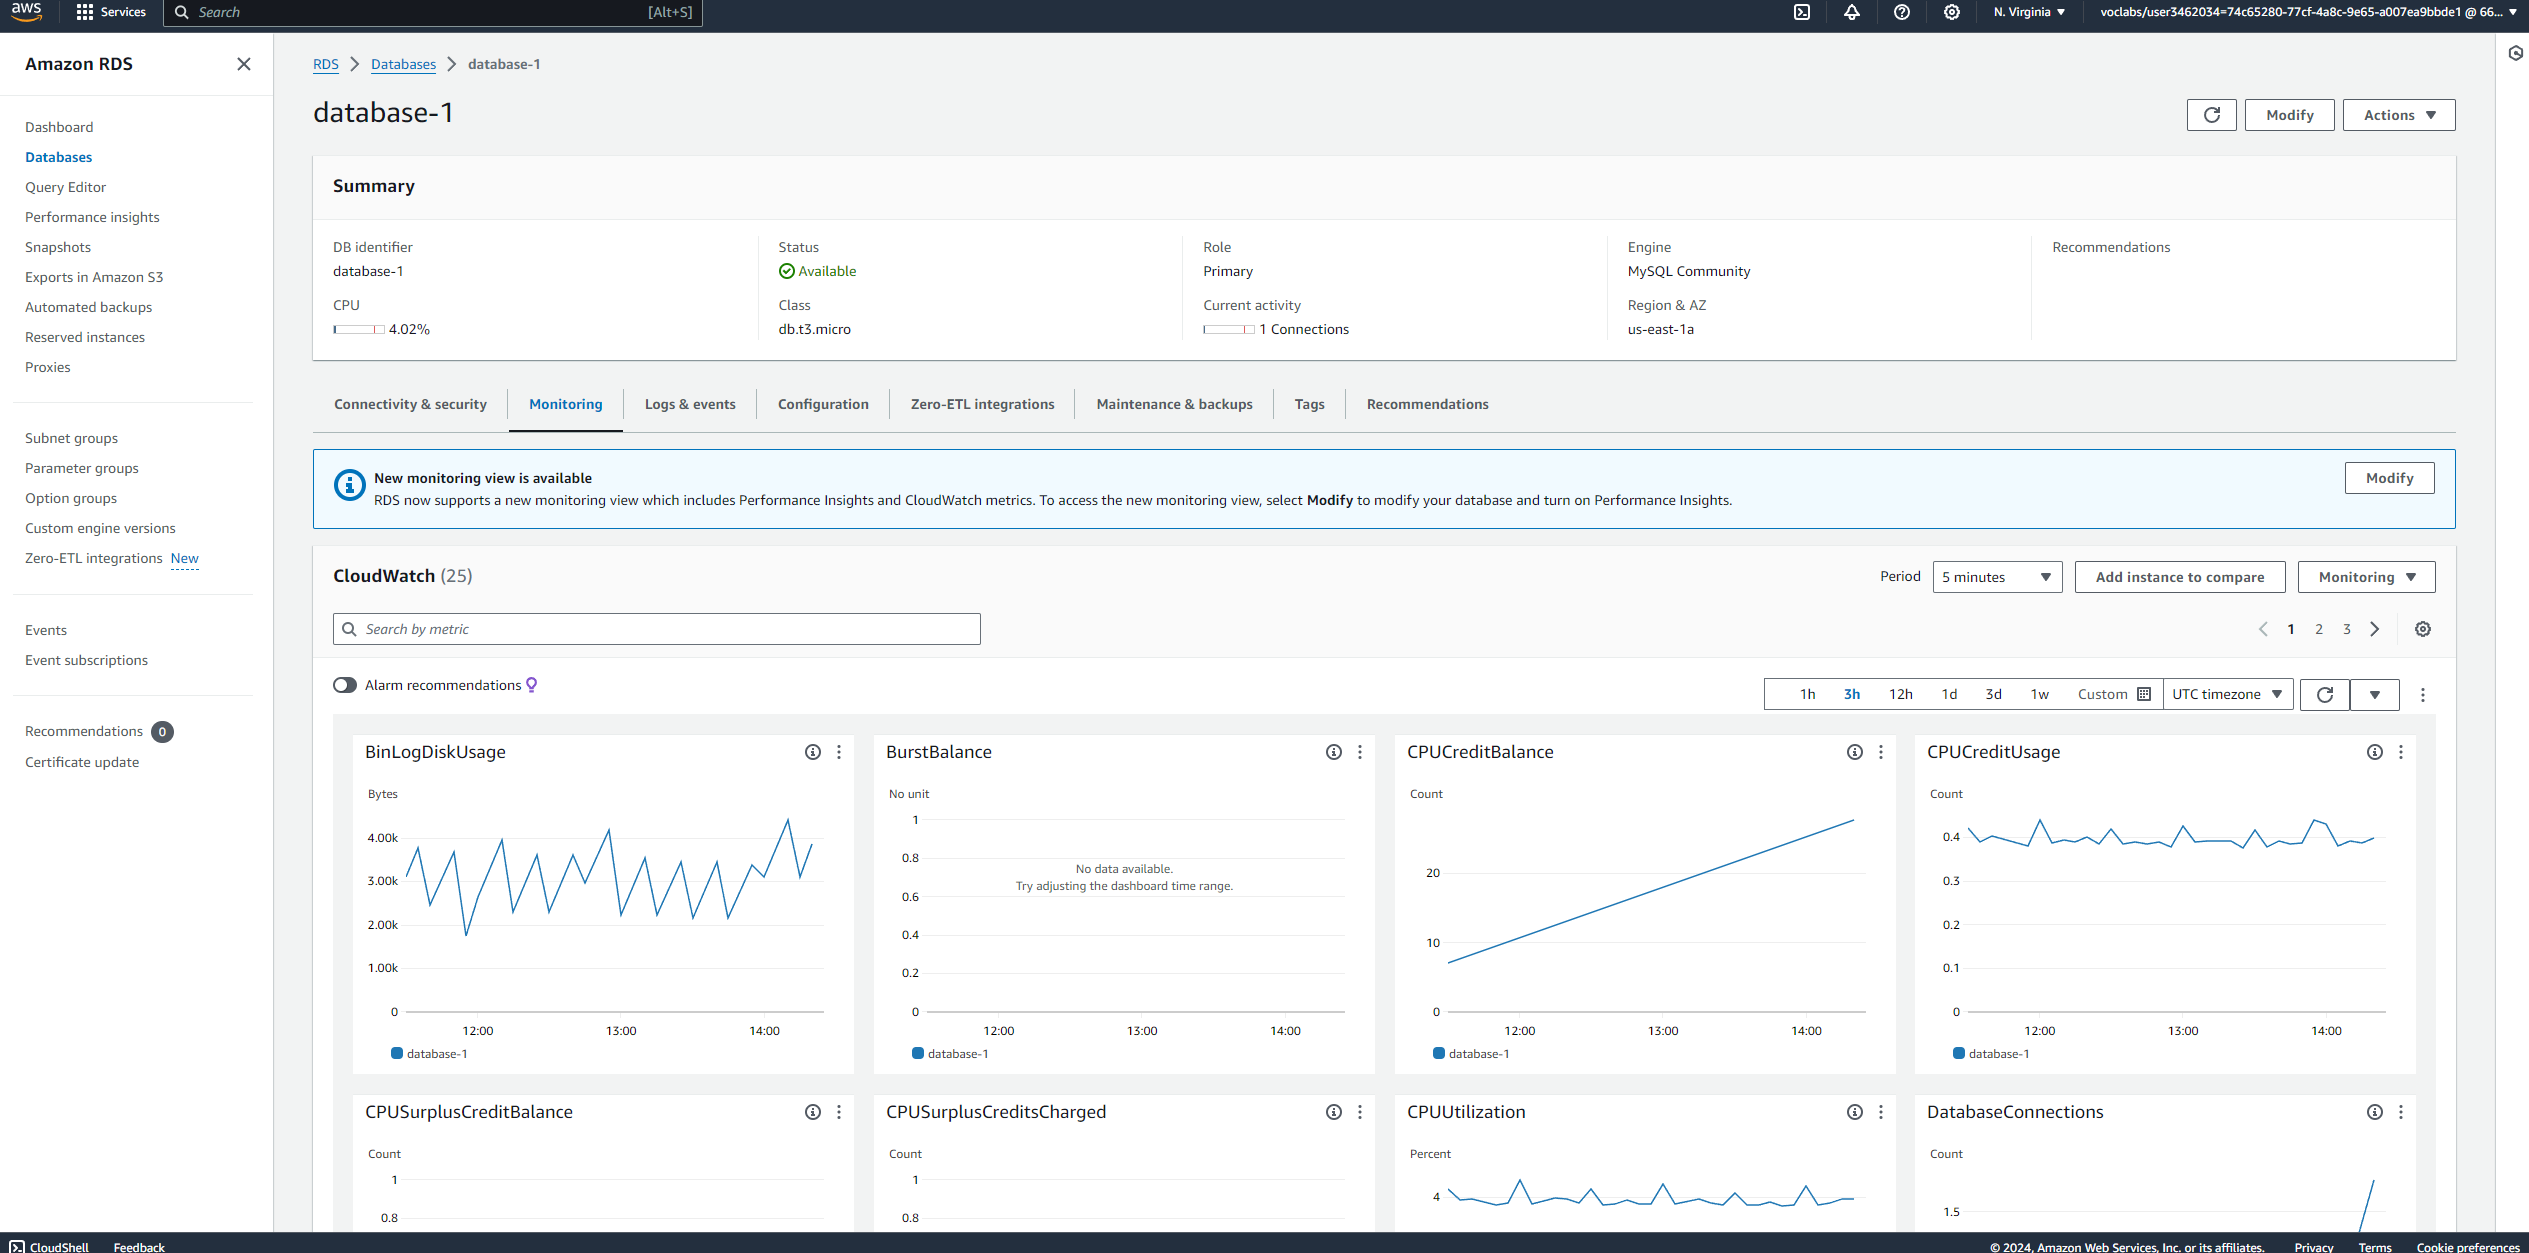 aws
Services
Search
[Alt+S]
N. Virginia
voclabs/user3462034=74c65280-77cf-4a8c-9e65-a007ea9bbde1 @ 66...
Amazon RDS
Dashboard
Databases
Query Editor
Performance insights
Snapshots
Exports in Amazon S3
Automated backups
Reserved instances
Proxies
Subnet groups
Parameter groups
Option groups
Custom engine versions
Zero-ETL integrations New
Events
Event subscriptions
Recommendations 0
Certificate update
RDS > Databases > database-1
database-1
Modify
Actions
Summary
DB identifier
database-1
CPU
4.02%
Status
Available
Class
db.t3.micro
Role
Primary
Current activity
1 Connections
Engine
MySQL Community
Region & AZ
us-east-1a
Recommendations
Connectivity & security
Monitoring
Logs & events
Configuration
Zero-ETL integrations
Maintenance & backups
Tags
Recommendations
New monitoring view is available
RDS now supports a new monitoring view which includes Performance Insights and CloudWatch metrics. To access the new monitoring view, select Modify to modify your database and turn on Performance Insights.
Modify
CloudWatch (25)
Period
5 minutes
Add instance to compare
Monitoring
Search by metric
1 2 3
Alarm recommendations
1h 3h 12h 1d 3d 1w Custom
UTC timezone
BinLogDiskUsage
Bytes
4.00k
3.00k
2.00k
1.00k
0
12:00 13:00 14:00
database-1
BurstBalance
No unit
1
0.8
No data available.
Try adjusting the dashboard time range.
0.6
0.4
0.2
0
12:00 13:00 14:00
database-1
CPUCreditBalance
Count
20
10
0
12:00 13:00 14:00
database-1
CPUCreditUsage
Count
0.4
0.3
0.2
0.1
0
12:00 13:00 14:00
database-1
CPUSurplusCreditBalance
Count
1
0.8
CPUSurplusCreditsCharged
Count
1
0.8
CPUUtilization
Percent
4
DatabaseConnections
Count
1.5
CloudShell
Feedback
© 2024, Amazon Web Services, Inc. or its affiliates.
Privacy
Terms
Cookie preferences